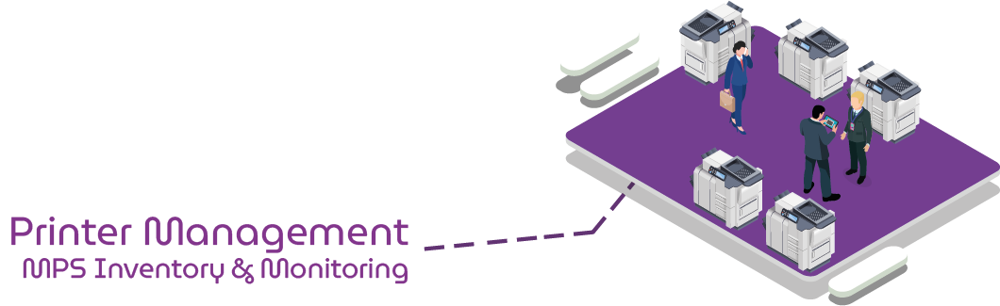 Printer Management
MPS Inventory & Monitoring